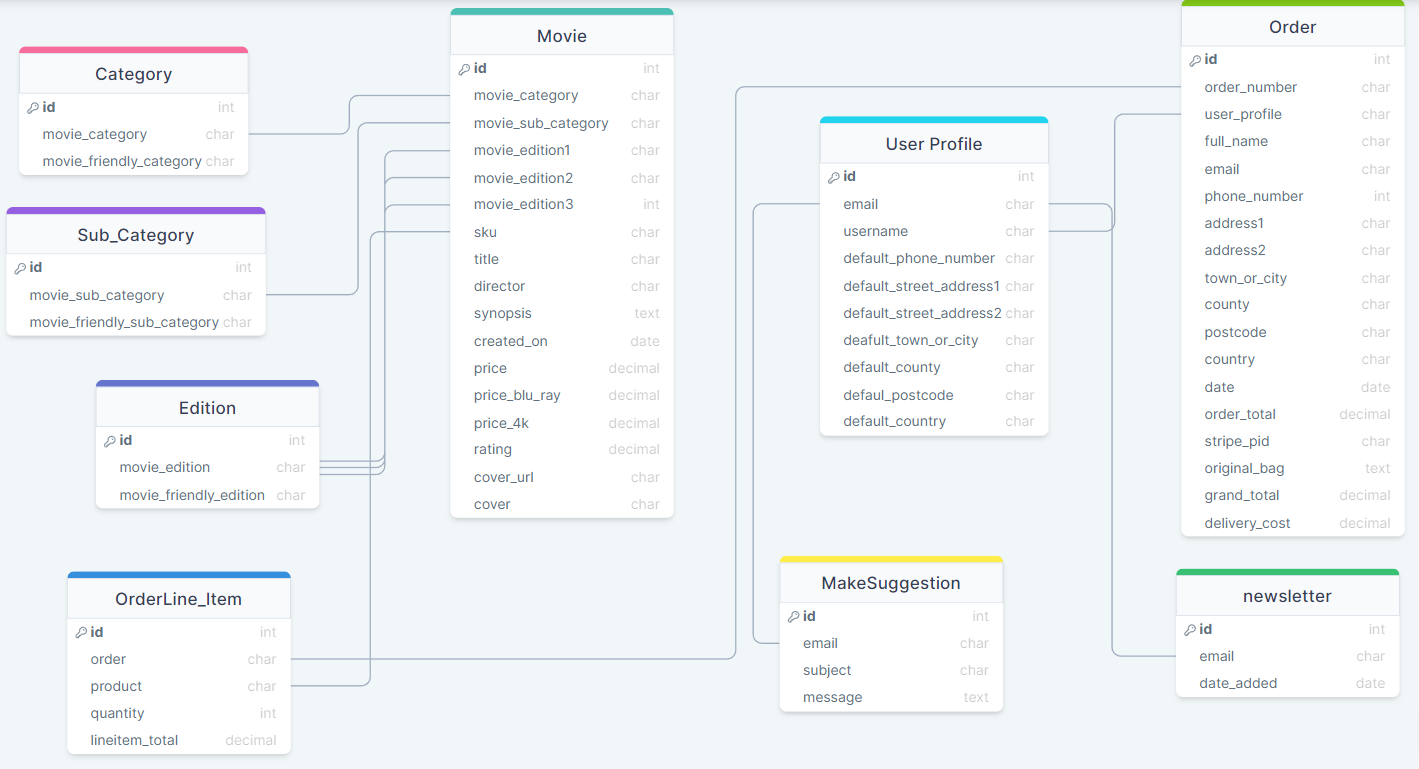 Category
id int
movie_category char
movie_friendly_category char
Sub_Category
id int
movie_sub_category char
movie_friendly_sub_category char
Edition
id int
movie_edition char
movie_friendly_edition char
OrderLine_Item
id int
order char
product char
quantity int
lineitem_total decimal
Movie
id int
movie_category char
movie_sub_category char
movie_edition1 char
movie_edition2 char
movie_edition3 int
sku char
title char
director char
synopsis text
created_on date
price decimal
price_blu_ray decimal
price_4k decimal
rating decimal
cover_url char
cover char
User Profile
id int
email char
username char
default_phone_number char
default_street_address1 char
default_street_address2 char
deafult_town_or_city char
default_county char
defaul_postcode char
default_country char
MakeSuggestion
id int
email char
subject char
message text
Order
id int
order_number char
user_profile char
full_name char
email char
phone_number int
address1 char
address2 char
town_or_city char
county char
postcode char
country char
date date
order_total decimal
stripe_pid char
original_bag text
grand_total decimal
delivery_cost decimal
newsletter
id int
email char
date_added date